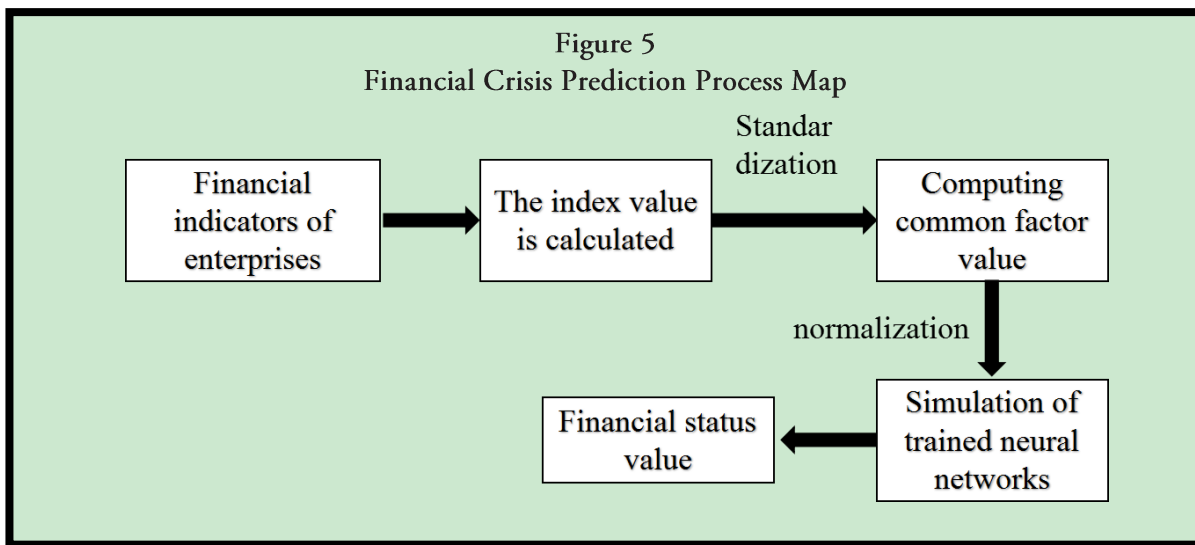 Figure 5
Financial Crisis Prediction Process Map
Financial
indicators of
enterprises
The index value
is calculated
Standar
dization
Computing
common factor
value
normalization
Simulation of
trained neural
networks
Financial status
value